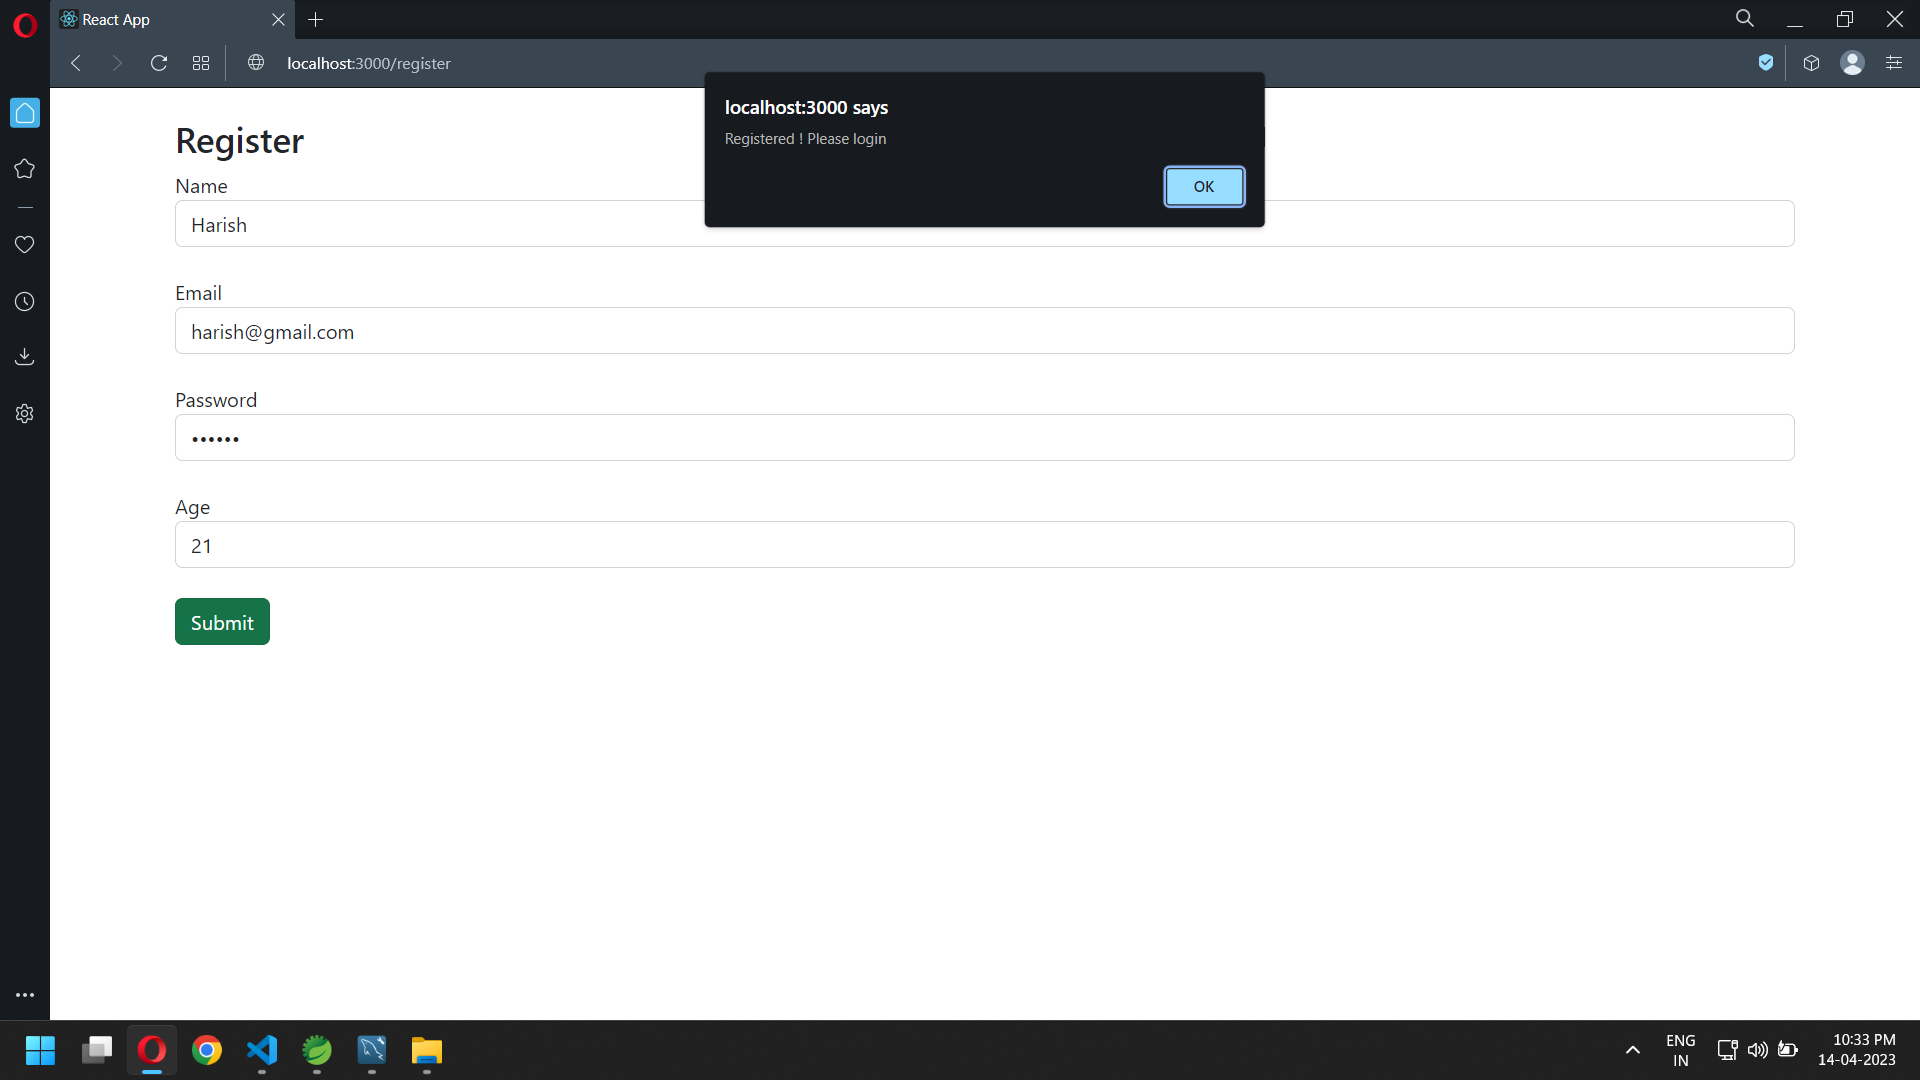 React App
localhost:3000/register
localhost:3000 says
Registered ! Please login
OK
Register
Name
Harish
Email
harish@gmail.com
Password
••••••
Age
21
Submit
ENG
IN
10:33 PM
14-04-2023